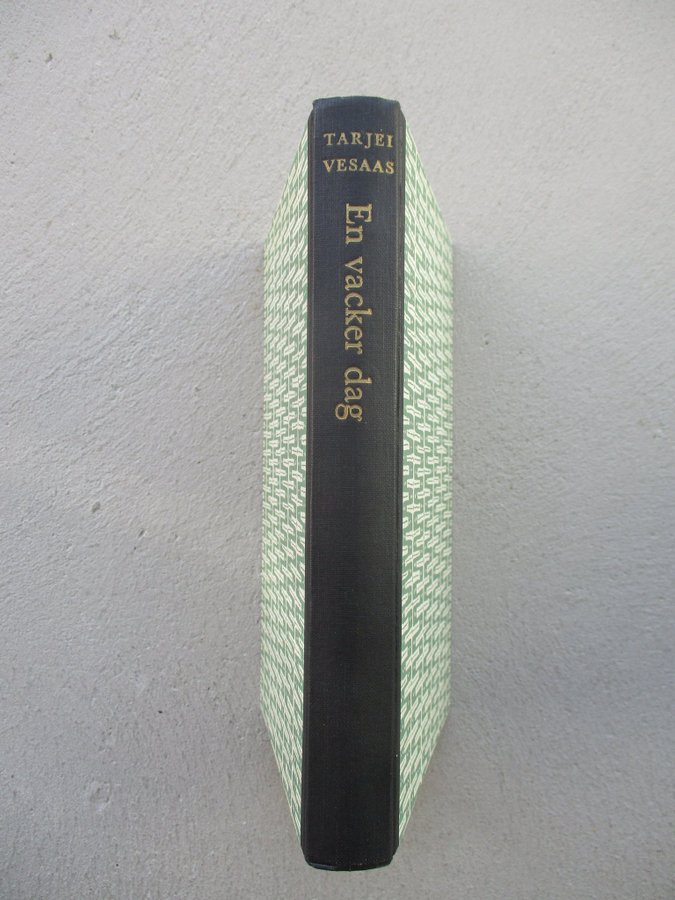 TARJEI
VESAAS
En vacker dag